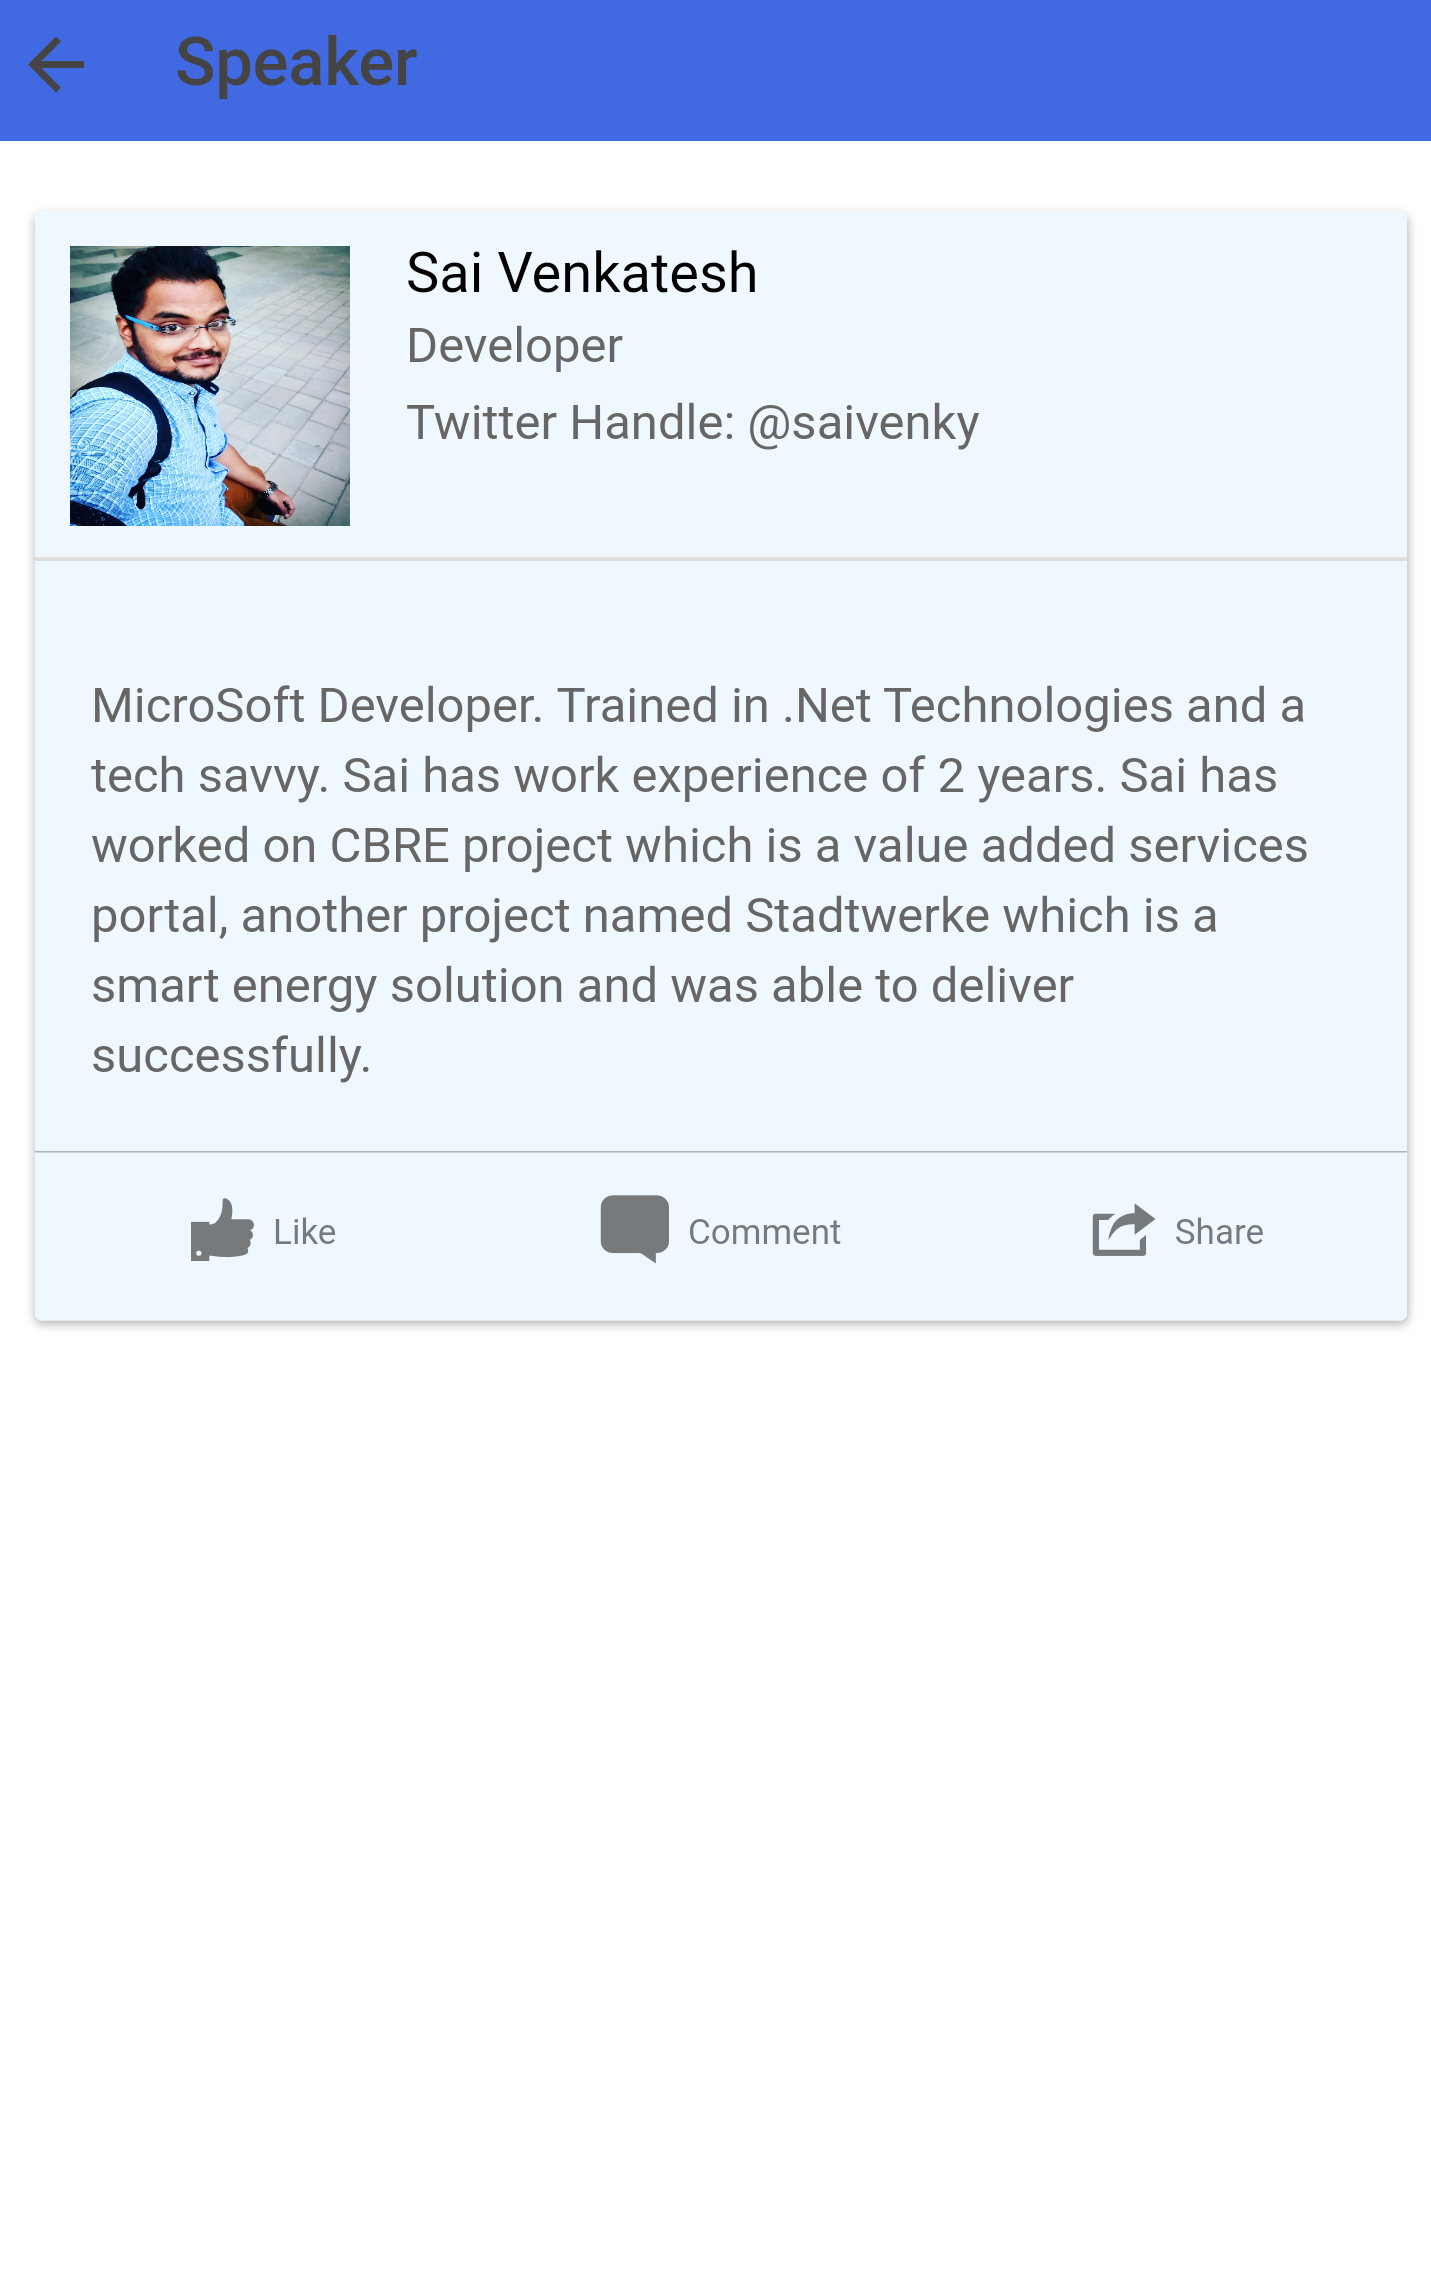 Speaker
Sai Venkatesh
Developer
Twitter Handle: @saivenky
MicroSoft Developer. Trained in .Net Technologies and a
tech savvy. Sai has work experience of 2 years. Sai has
worked on CBRE project which is a value added services
portal, another project named Stadtwerke which is a
smart energy solution and was able to deliver
successfully.
Like
Comment
Share